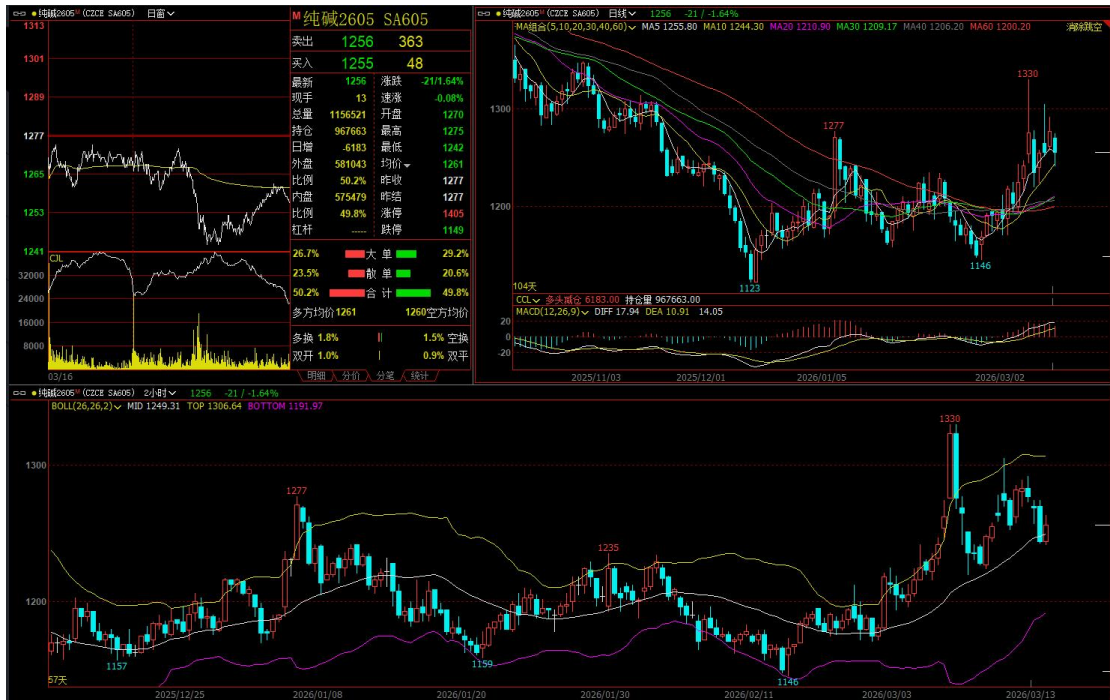 纯碱2605 M (CZCE SA605) 日窗
1313
1301
1289
1277
1265
1253
1241
CJL
32000
24000
16000
8000
03/16
M 纯碱2605 SA605
卖出 1256 363
买入 1255 48
最新 1256 涨跌 -21/1.64%
现手 13 速涨 -0.08%
总量 1156521 开盘 1270
持仓 967663 最高 1275
日增 -6183 最低 1242
外盘 581043 均价 1261
比例 50.2% 昨收 1277
内盘 575479 昨结 1277
比例 49.8% 涨停 1405
杠杆 ----- 跌停 1149
26.7% 大单 29.2%
23.5% 散单 20.6%
50.2% 合计 49.8%
多方均价1261 1260空方均价
多换 1.8% 1.5% 空换
双开 1.0% 0.9% 双平
明细 分价 分笔 统计
纯碱2605 M (CZCE SA605) 日线 1256 -21 / -1.64%
MA组合(5,10,20,30,40,60) MA5 1255.80 MA10 1244.30 MA20 1210.90 MA30 1209.17 MA40 1206.20 MA60 1200.20 消除跳空
1330
1300
1277
1200
1146
1123
104天
CCL 多头减仓 6183.00 持仓量 967663.00
MACD(12,26,9) DIFF 17.94 DEA 10.91 14.05
20
0
-20
2025/11/03 2025/12/01 2026/01/05 2026/03/02
纯碱2605 M (CZCE SA605) 2小时 1256 -21 / -1.64%
BOLL(26,26,2) MID 1249.31 TOP 1306.64 BOTTOM 1191.97
1330
1300
1277
1235
1200
1157
1159
1146
57天
2025/12/25 2026/01/08 2026/01/20 2026/01/30 2026/02/11 2026/03/03 2026/03/13